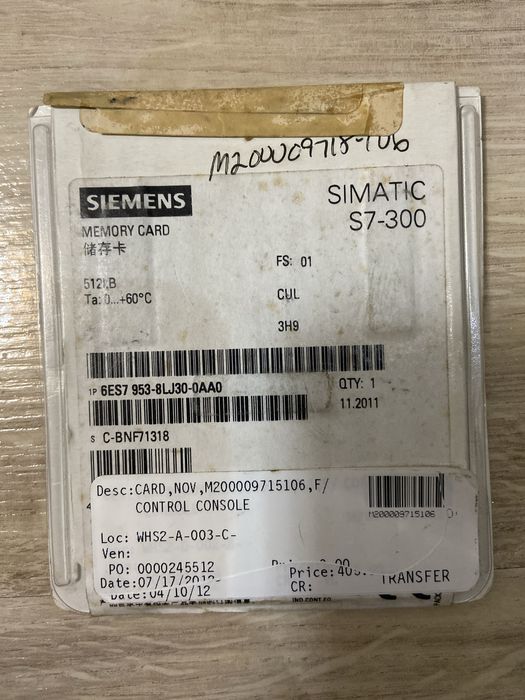 M200009718-106
SIEMENS
SIMATIC
S7-300
MEMORY CARD
储存卡
FS: 01
512kB
Ta: 0...+60°C
CUL
3H9
1P 6ES7 953-8LJ30-0AA0
QTY: 1
11.2011
S C-BNF71318
Desc:CARD,NOV,M200009715106,F/
CONTROL CONSOLE
M200009715106
Loc: WHS2-A-003-C-
Ven:
PO: 0000245512
Date:07/17/2012
Price:
TRANSFER
CR:
Date:04/10/12